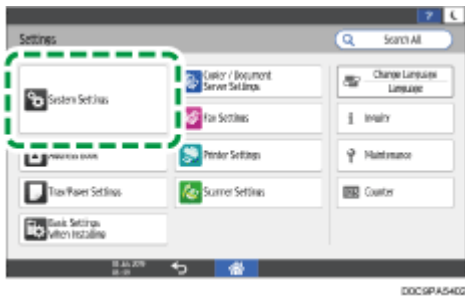 Settings
Search All
System Settings
Copier / Document
Server Settings
Change Language
Language
Fax Settings
Inquiry
Address Book
Printer Settings
Maintenance
Tray/Paper Settings
Scanner Settings
Counter
Basic Settings
When Installing
DOC9PA5402